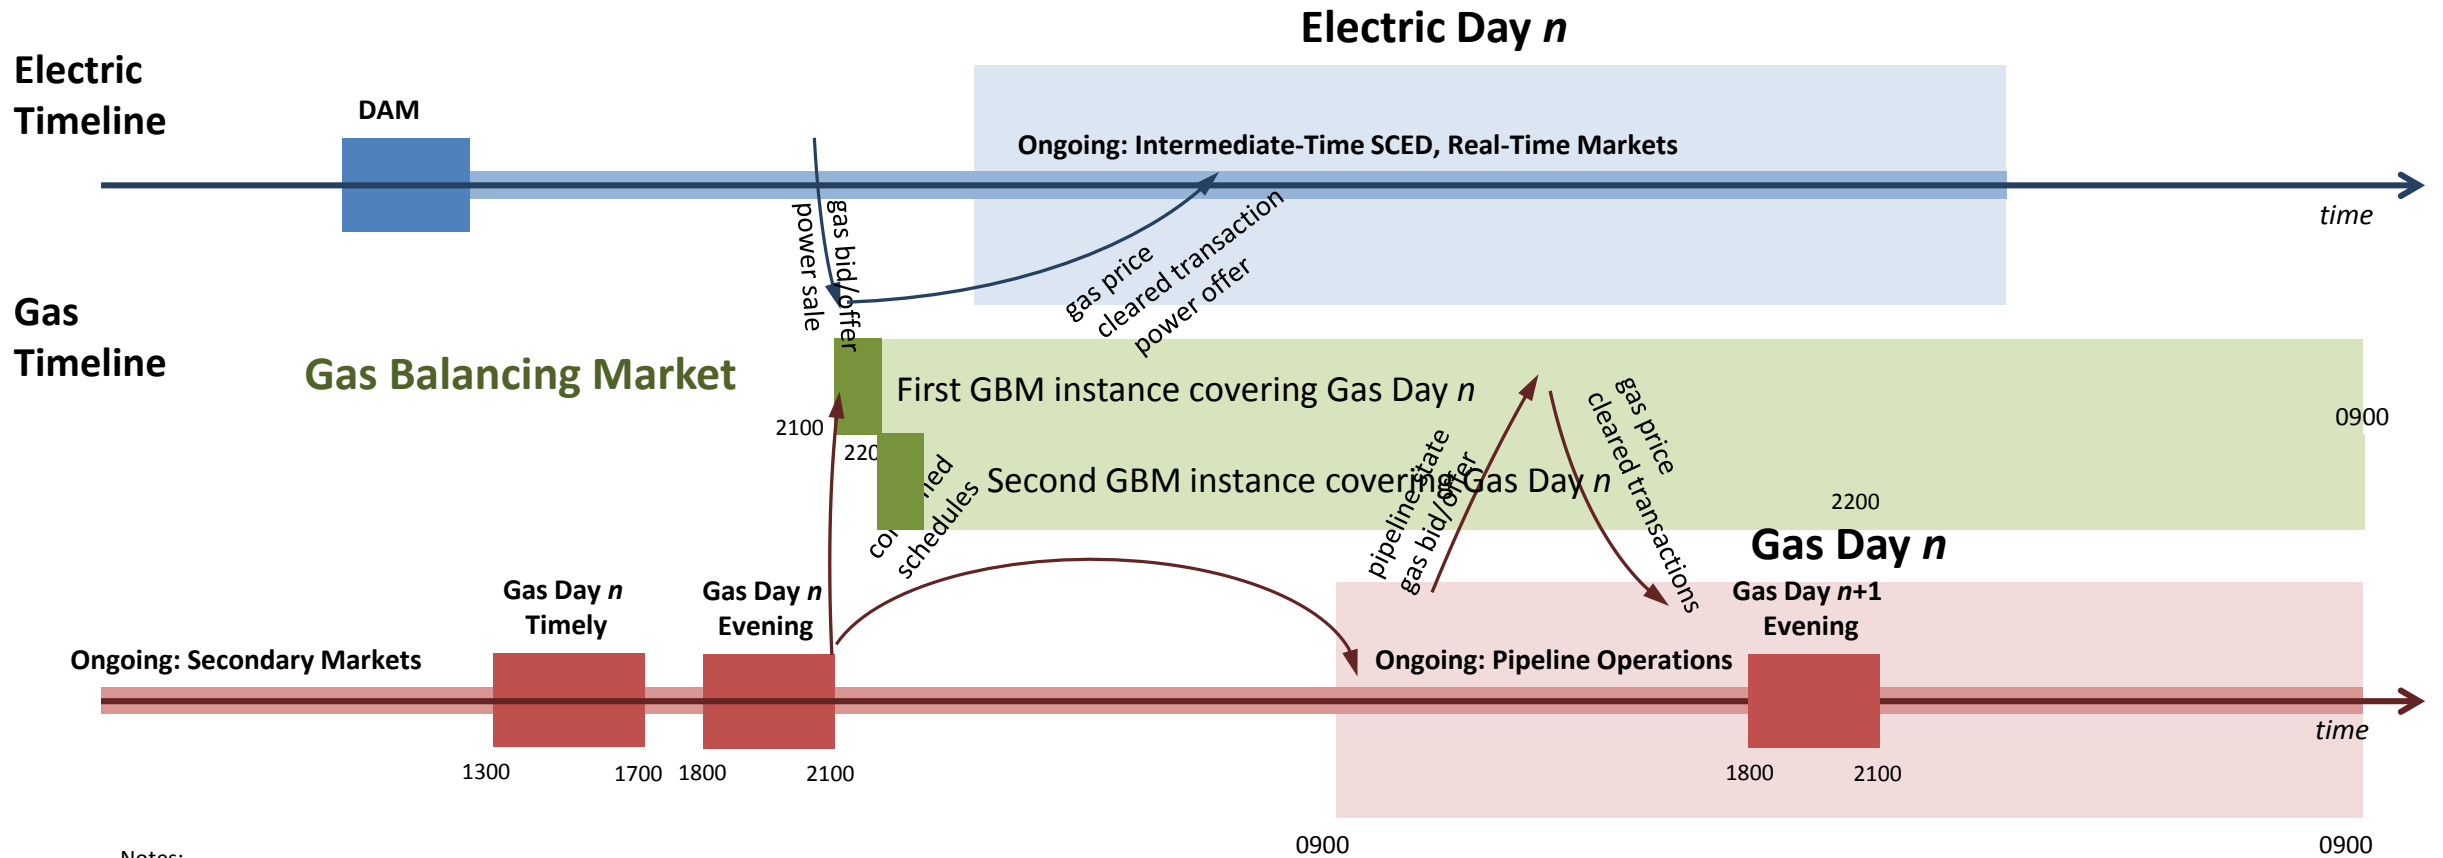 Electric Day n
Electric
Timeline
DAM
Ongoing: Intermediate-Time SCED, Real-Time Markets
time
gas bid/offer
power sale
gas price
cleared transaction
power offer
Gas
Timeline
Gas Balancing Market
First GBM instance covering Gas Day n
2100
220
0900
Second GBM instance covering Gas Day n
schedules
pipeline state
gas bid/offer
gas price
cleared transactions
2200
Gas Day n
Gas Day n
Timely
Gas Day n
Evening
Gas Day n+1
Evening
Ongoing: Secondary Markets
Ongoing: Pipeline Operations
time
1300
1700
1800
2100
1800
2100
0900
0900
Notes: